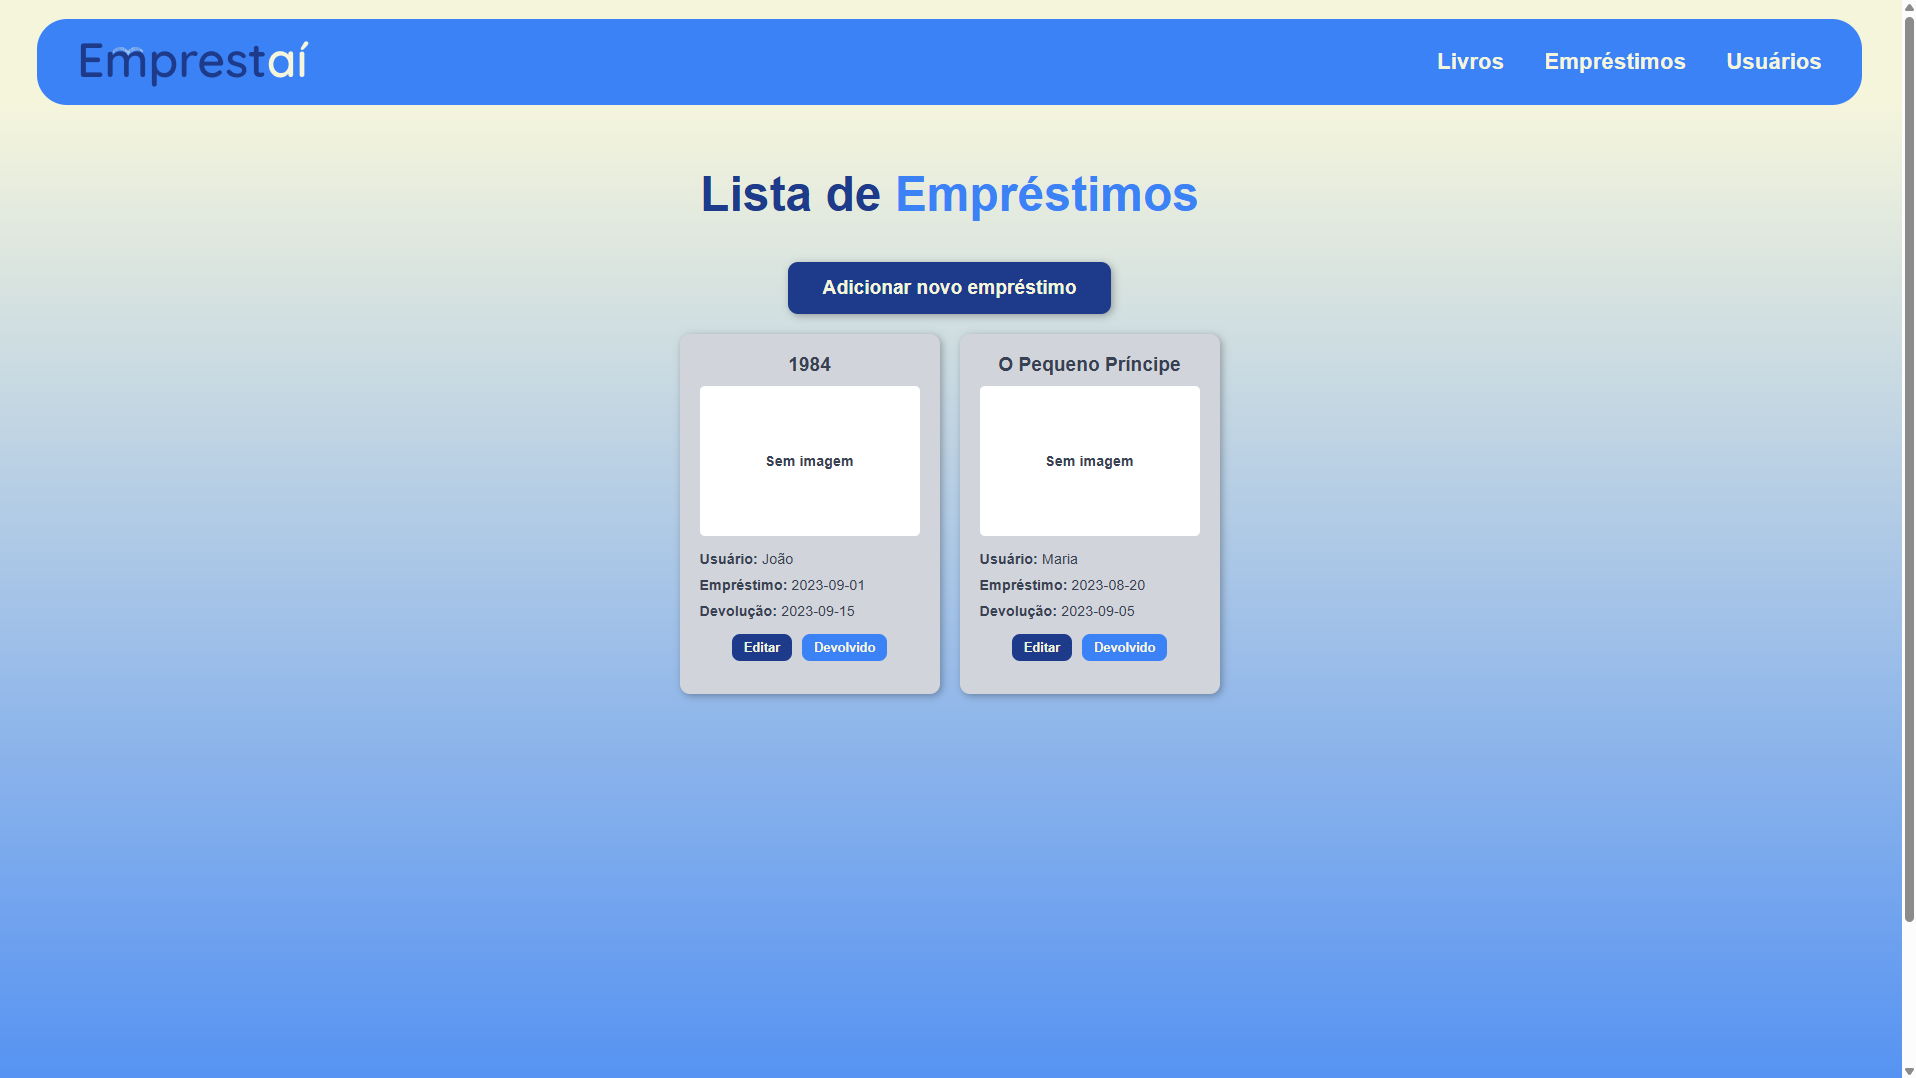 Emprestaí
Livros Empréstimos Usuários
Lista de Empréstimos
Adicionar novo empréstimo
1984
Sem imagem
Usuário: João
Empréstimo: 2023-09-01
Devolução: 2023-09-15
Editar Devolvido
O Pequeno Príncipe
Sem imagem
Usuário: Maria
Empréstimo: 2023-08-20
Devolução: 2023-09-05
Editar Devolvido